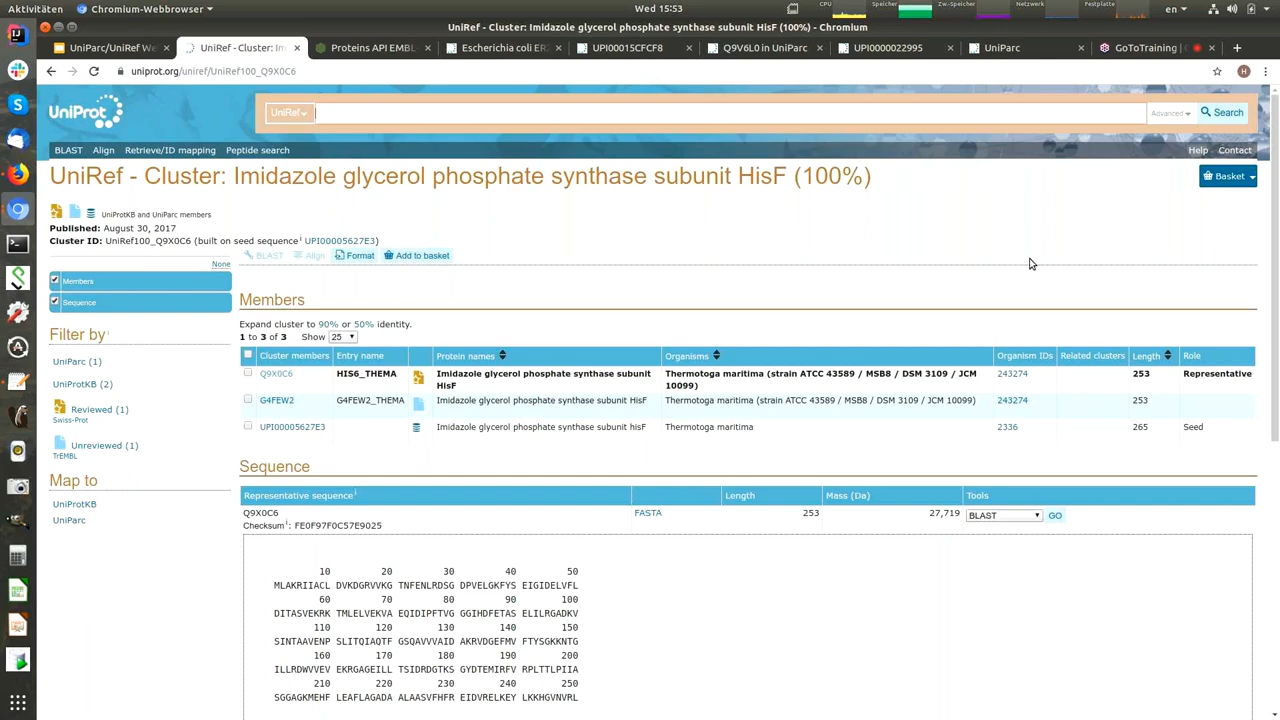 Aktivitäten
Chromium-Webbrowser
Wed 15:53
CPU
Speicher
Zw.-Speicher
Netzwerk
Festplatte
en
UniRef - Cluster: Imidazole glycerol phosphate synthase subunit HisF (100%) - Chromium
UniParc/UniRef We
UniRef - Cluster: Im
Proteins API EMBL-
Escherichia coli ER
UPI00015CFCFB
Q9V6L0 in UniParc
UPI0000022995
UniParc
GoToTraining |
uniprot.org/uniref/UniRef100_Q9X0C6
H
UniProt
UniRef
Advanced
Search
BLAST Align Retrieve/ID mapping Peptide search
Help Contact
UniRef - Cluster: Imidazole glycerol phosphate synthase subunit HisF (100%)
Basket
UniProtKB and UniParc members
Published: August 30, 2017
Cluster ID: UniRef100_Q9X0C6 (built on seed sequence i UPI00005627E3)
BLAST Align Format Add to basket
None
Members
Sequence
Filter by i
UniParc (1)
UniProtKB (2)
Reviewed (1)
Swiss-Prot
Unreviewed (1)
TrEMBL
Map to
UniProtKB
UniParc
Members
Expand cluster to 90% or 50% identity.
1 to 3 of 3 Show 25
Cluster members Entry name Protein names Organisms Organism IDs Related clusters Length Role
Q9X0C6 HIS6_THEMA Imidazole glycerol phosphate synthase subunit Thermotoga maritima (strain ATCC 43589 / MSB8 / DSM 3109 / JCM 243274 253 Representative
HisF 10099)
G4FEW2 G4FEW2_THEMA Imidazole glycerol phosphate synthase subunit HisF Thermotoga maritima (strain ATCC 43589 / MSB8 / DSM 3109 / JCM 10099) 243274 253
UPI00005627E3 Imidazole glycerol phosphate synthase subunit hisF Thermotoga maritima 2336 265 Seed
Sequence
Representative sequence i Length Mass (Da) Tools
Q9X0C6 FASTA 253 27,719 BLAST GO
Checksum i: FE0F97F0C57E9025
10 20 30 40 50
MLAKRIIACL DVKDGRVVKG TNFENLRDSG DPVELGKFYS EIGIDELVFL
60 70 80 90 100
DITASVEKRK TMLELVEKVA EQIDIPFTVG GGIHDFETAS ELILRGADKV
110 120 130 140 150
SINTAAVENP SLITQIAQTF GSQAVVVAID AKRVDGEFMV FTYSGKKNTG
160 170 180 190 200
ILLRDWVVEV EKRGAGEILL TSIDRDGTKS GYDTEMIRFV RPLTTLPIIA
210 220 230 240 250
SGGAGKMEHF LEAFLAGADA ALAASVFHFR EIDVRELKEY LKKHGVNVRL